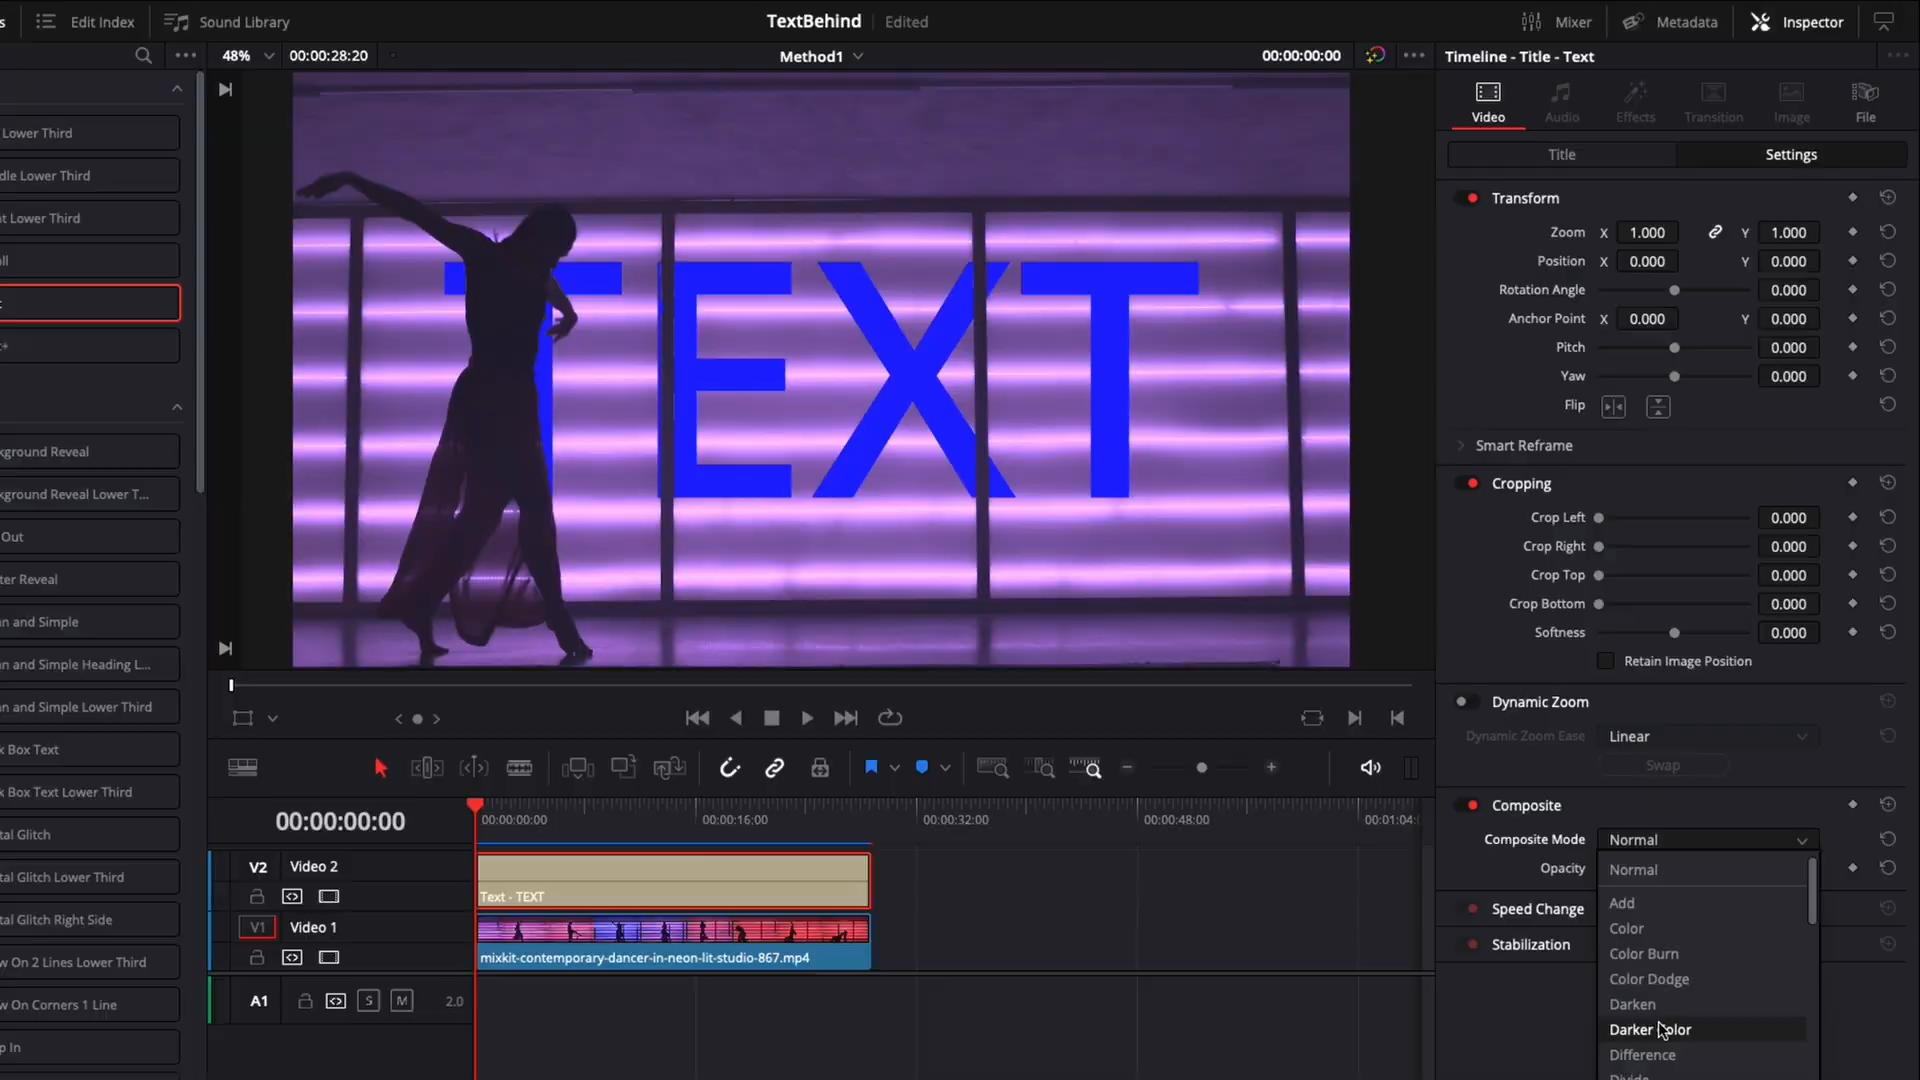 s
Edit Index
Sound Library
TextBehind
Edited
Mixer
Metadata
Inspector
48%
00:00:28:20
Method1
00:00:00:00
Timeline - Title - Text
Video
Audio
Effects
Transition
Image
File
Title
Settings
Lower Third
dle Lower Third
nt Lower Third
ll
kground Reveal
kground Reveal Lower T...
Out
ter Reveal
n and Simple
n and Simple Heading L...
n and Simple Lower Third
k Box Text
k Box Text Lower Third
tal Glitch
tal Glitch Lower Third
tal Glitch Right Side
w On 2 Lines Lower Third
w On Corners 1 Line
p In
TEXT
Transform
Zoom X 1.000 Y 1.000
Position X 0.000 Y 0.000
Rotation Angle 0.000
Anchor Point X 0.000 Y 0.000
Pitch 0.000
Yaw 0.000
Flip
Smart Reframe
Cropping
Crop Left 0.000
Crop Right 0.000
Crop Top 0.000
Crop Bottom 0.000
Softness 0.000
Retain Image Position
Dynamic Zoom
Dynamic Zoom Ease Linear
Swap
Composite
Composite Mode Normal
Opacity
Normal
Add
Color
Color Burn
Color Dodge
Darken
Darker Color
Difference
Divide
Speed Change
Stabilization
00:00:00:00
00:00:00:00
00:00:16:00
00:00:32:00
00:00:48:00
00:01:04:
V2 Video 2
Text - TEXT
V1 Video 1
mixkit-contemporary-dancer-in-neon-lit-studio-867.mp4
A1 S M 2.0